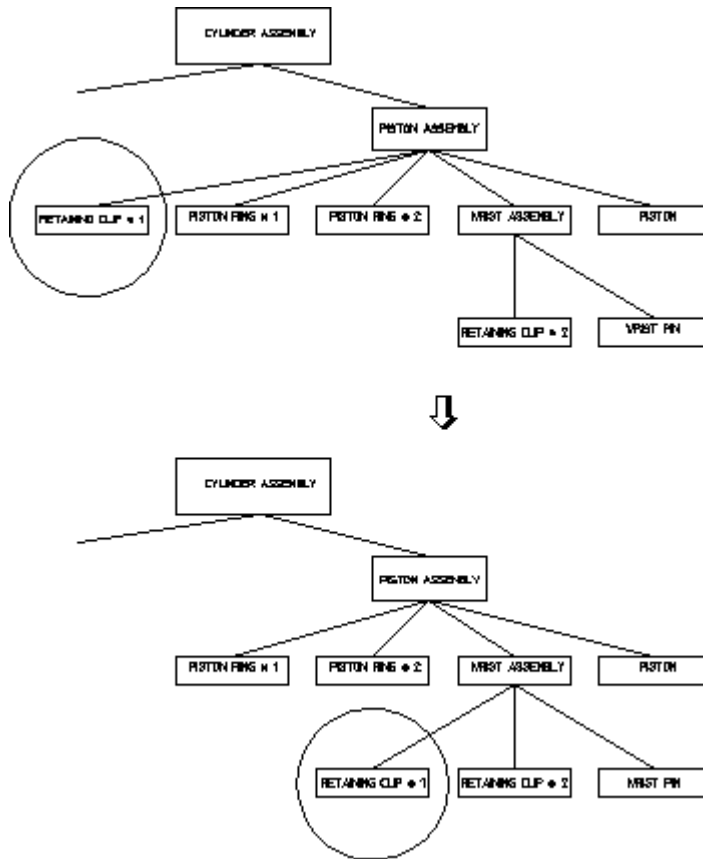 CYLINDER ASSEMBLY
PISTON ASSEMBLY
RETAINING CLIP # 1
PISTON RING # 1
PISTON RING # 2
WRIST ASSEMBLY
PISTON
RETAINING CLIP # 2
WRIST PIN
CYLINDER ASSEMBLY
PISTON ASSEMBLY
PISTON RING # 1
PISTON RING # 2
WRIST ASSEMBLY
PISTON
RETAINING CLIP # 1
RETAINING CLIP # 2
WRIST PIN